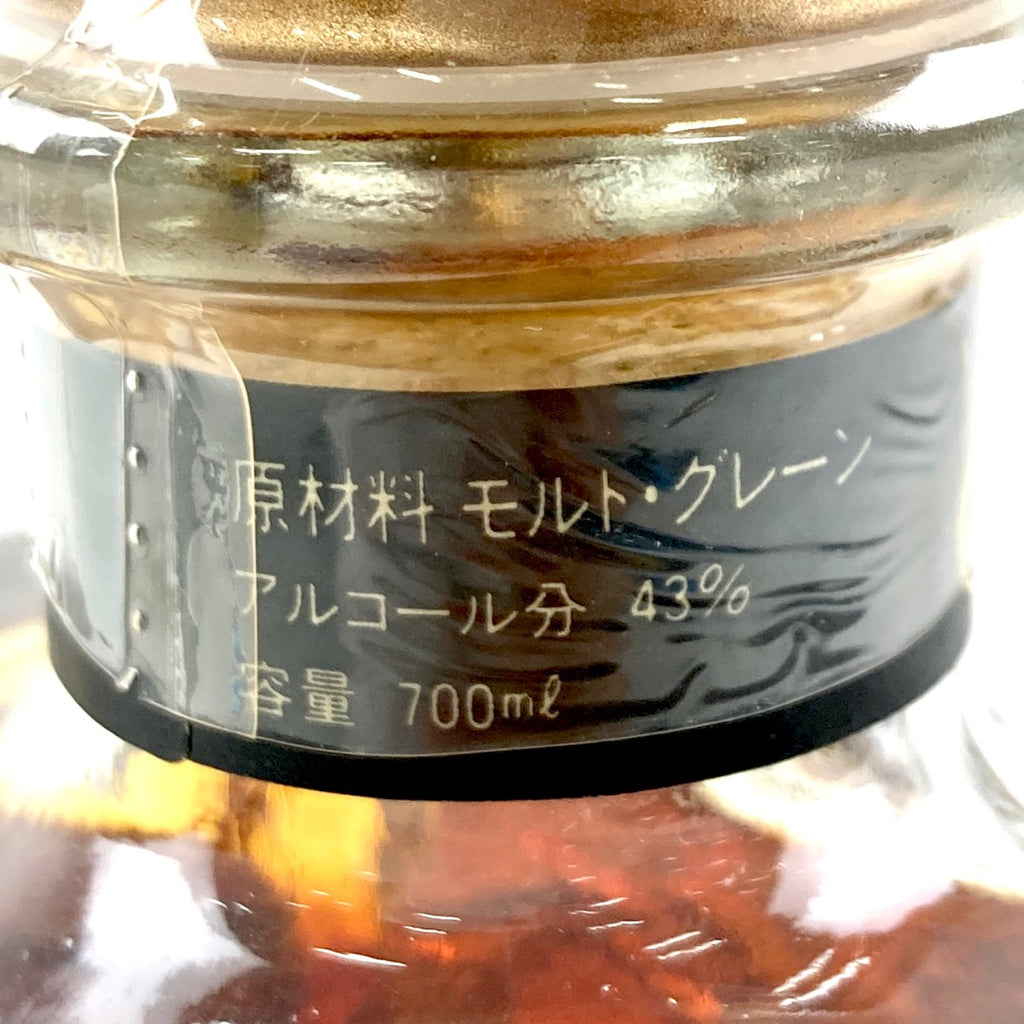 原材料 モルト・グレーン
アルコール分 43%
容量 700ml